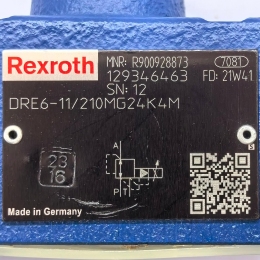 Rexroth
MNR: R900928873 7081
129346463 FD: 21W41
SN: 12
DRE6-11/210MG24K4M
S
23
16
A
P T
Made in Germany